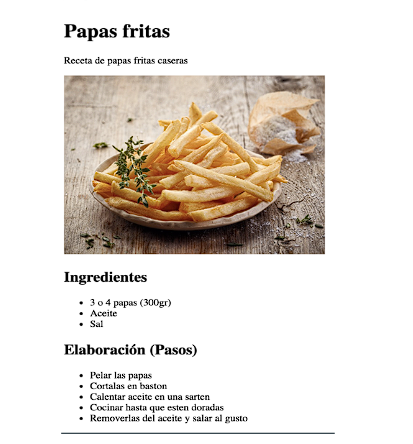 Papas fritas
Receta de papas fritas caseras
Ingredientes
3 o 4 papas (300gr)
Aceite
Sal
Elaboración (Pasos)
Pelar las papas
Cortalas en baston
Calentar aceite en una sarten
Cocinar hasta que esten doradas
Removerlas del aceite y salar al gusto